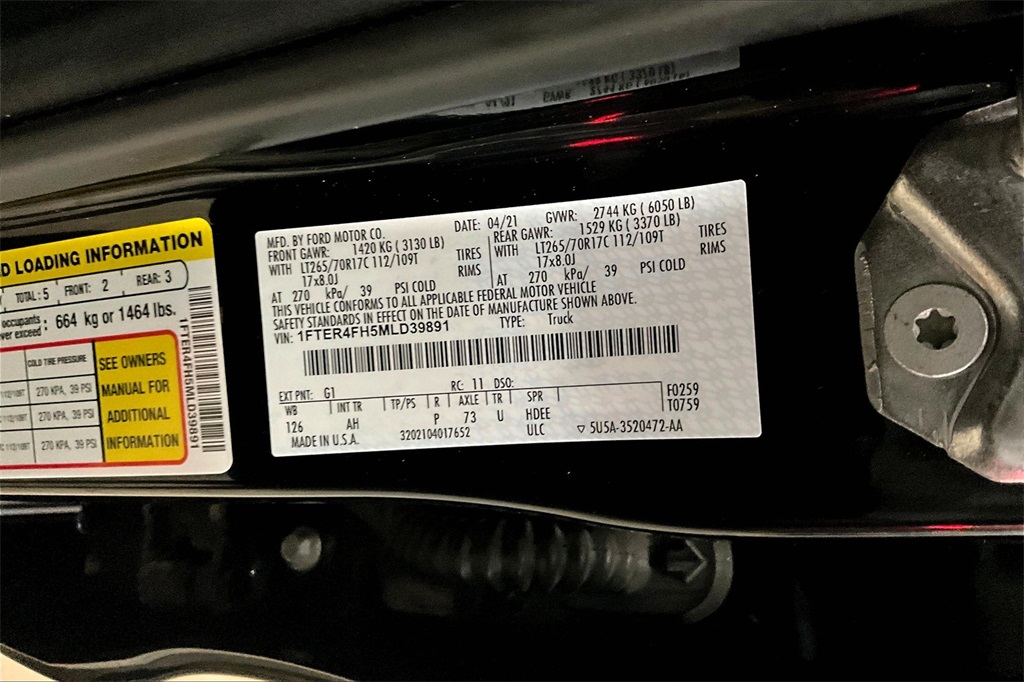 D LOADING INFORMATION
TOTAL: 5 FRONT: 2 REAR: 3
occupants
ver exceed : 664 kg or 1464 lbs.
COLD TIRE PRESSURE
270 KPA, 39 PSI
270 KPA, 39 PSI
270 KPA, 39 PSI
SEE OWNERS
MANUAL FOR
ADDITIONAL
INFORMATION
1FTER4FH5MLD39891
MFD. BY FORD MOTOR CO. DATE: 04/21 GVWR: 2744 KG ( 6050 LB)
FRONT GAWR: 1420 KG ( 3130 LB) REAR GAWR: 1529 KG ( 3370 LB)
WITH LT265/70R17C 112/109T TIRES WITH LT265/70R17C 112/109T TIRES
17x8.0J RIMS 17x8.0J RIMS
AT 270 kPa/ 39 PSI COLD AT 270 kPa/ 39 PSI COLD
THIS VEHICLE CONFORMS TO ALL APPLICABLE FEDERAL MOTOR VEHICLE
SAFETY STANDARDS IN EFFECT ON THE DATE OF MANUFACTURE SHOWN ABOVE.
VIN: 1FTER4FH5MLD39891 TYPE: Truck
EXT PNT: G1 RC: 11 DSO: F0259
WB INT TR TP/PS R AXLE TR SPR T0759
126 AH P 73 U HDEE
MADE IN U.S.A. 3202104017652 ULC ▽ 5U5A-3520472-AA